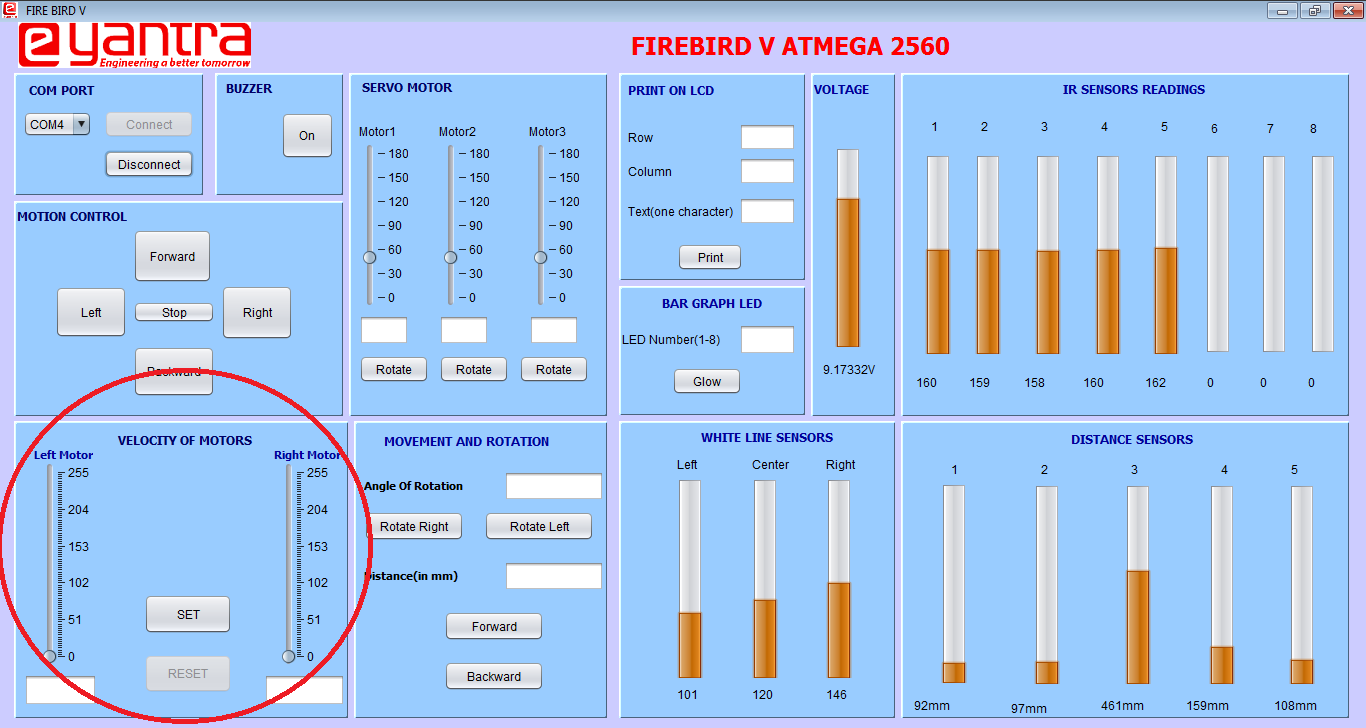 FIRE BIRD V
e yantra
Engineering a better tomorrow
FIREBIRD V ATMEGA 2560
COM PORT
COM4
Connect
Disconnect
BUZZER
On
MOTION CONTROL
Forward
Left
Stop
Right
Backward
SERVO MOTOR
Motor1 Motor2 Motor3
180 180 180
150 150 150
120 120 120
90 90 90
60 60 60
30 30 30
0 0 0
Rotate Rotate Rotate
PRINT ON LCD
Row
Column
Text(one character)
Print
BAR GRAPH LED
LED Number(1-8)
Glow
VOLTAGE
9.17332V
IR SENSORS READINGS
1 2 3 4 5 6 7 8
160 159 158 160 162 0 0 0
VELOCITY OF MOTORS
Left Motor Right Motor
255 255
204 204
153 153
102 102
51 51
0 0
SET
RESET
MOVEMENT AND ROTATION
Angle Of Rotation
Rotate Right Rotate Left
Distance(in mm)
Forward
Backward
WHITE LINE SENSORS
Left Center Right
101 120 146
DISTANCE SENSORS
1 2 3 4 5
92mm 97mm 461mm 159mm 108mm